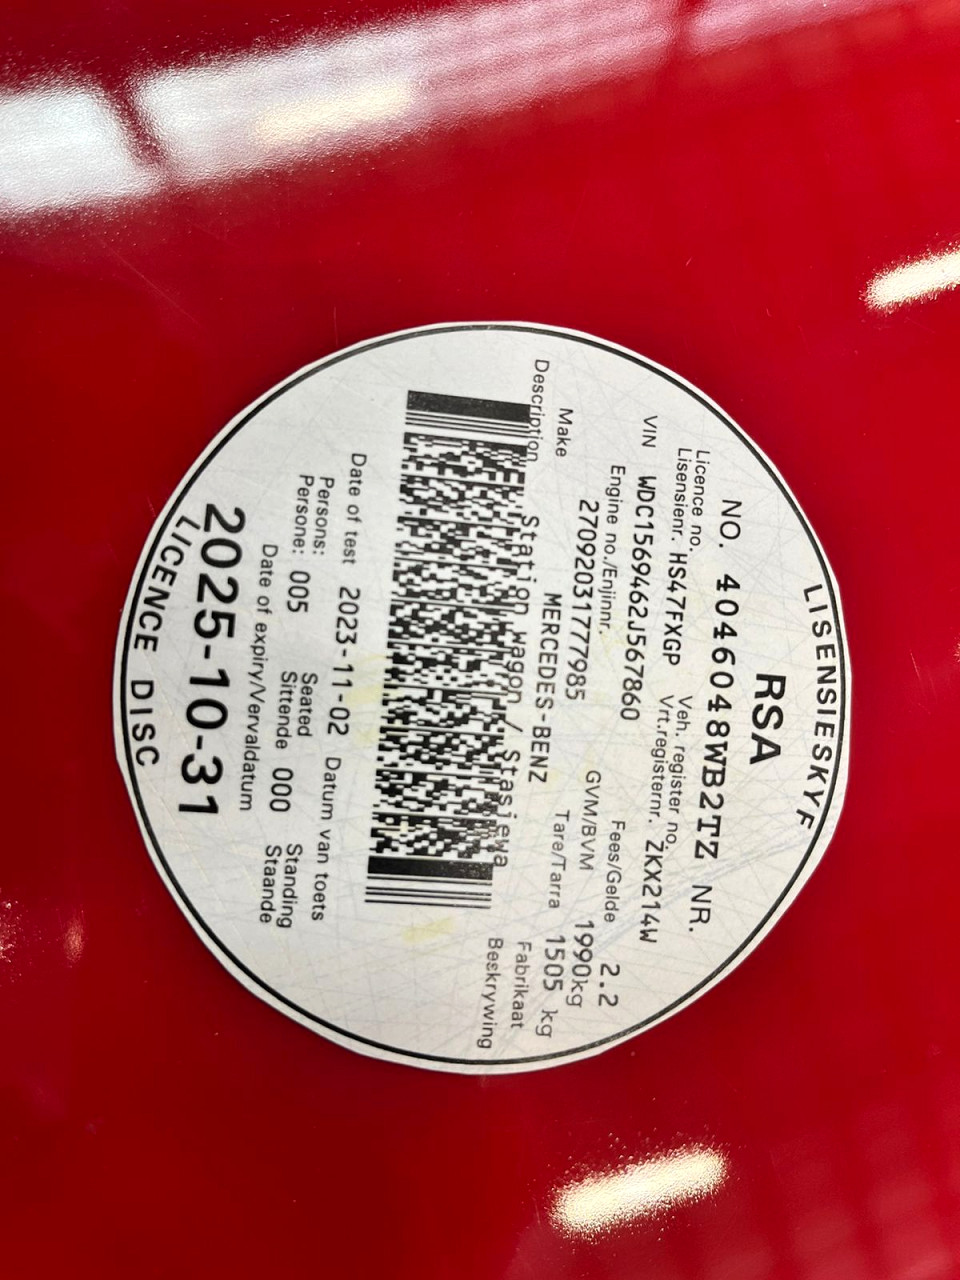 LISENSIESKYF
RSA
NO. 4046048WB2TZ NR.
Licence no. Veh. register no.
Lisensienr. HS47FXGP Vrt.registernr. ZKX214W
VIN WDC1569462J567860
Engine no./Enjinnr. Fees/Gelde 2.2
27092031777985 GVM/BVM 1990kg
Make MERCEDES-BENZ Tare/Tarra 1505 kg
Fabrikaat
Description Station wagon / Stasiewa Beskrywing
Date of test 2023-11-02 Datum van toets
Persons: Seated Standing
Persone: 005 Sittende 000 Staande
Date of expiry/Vervaldatum
2025-10-31
LICENCE DISC